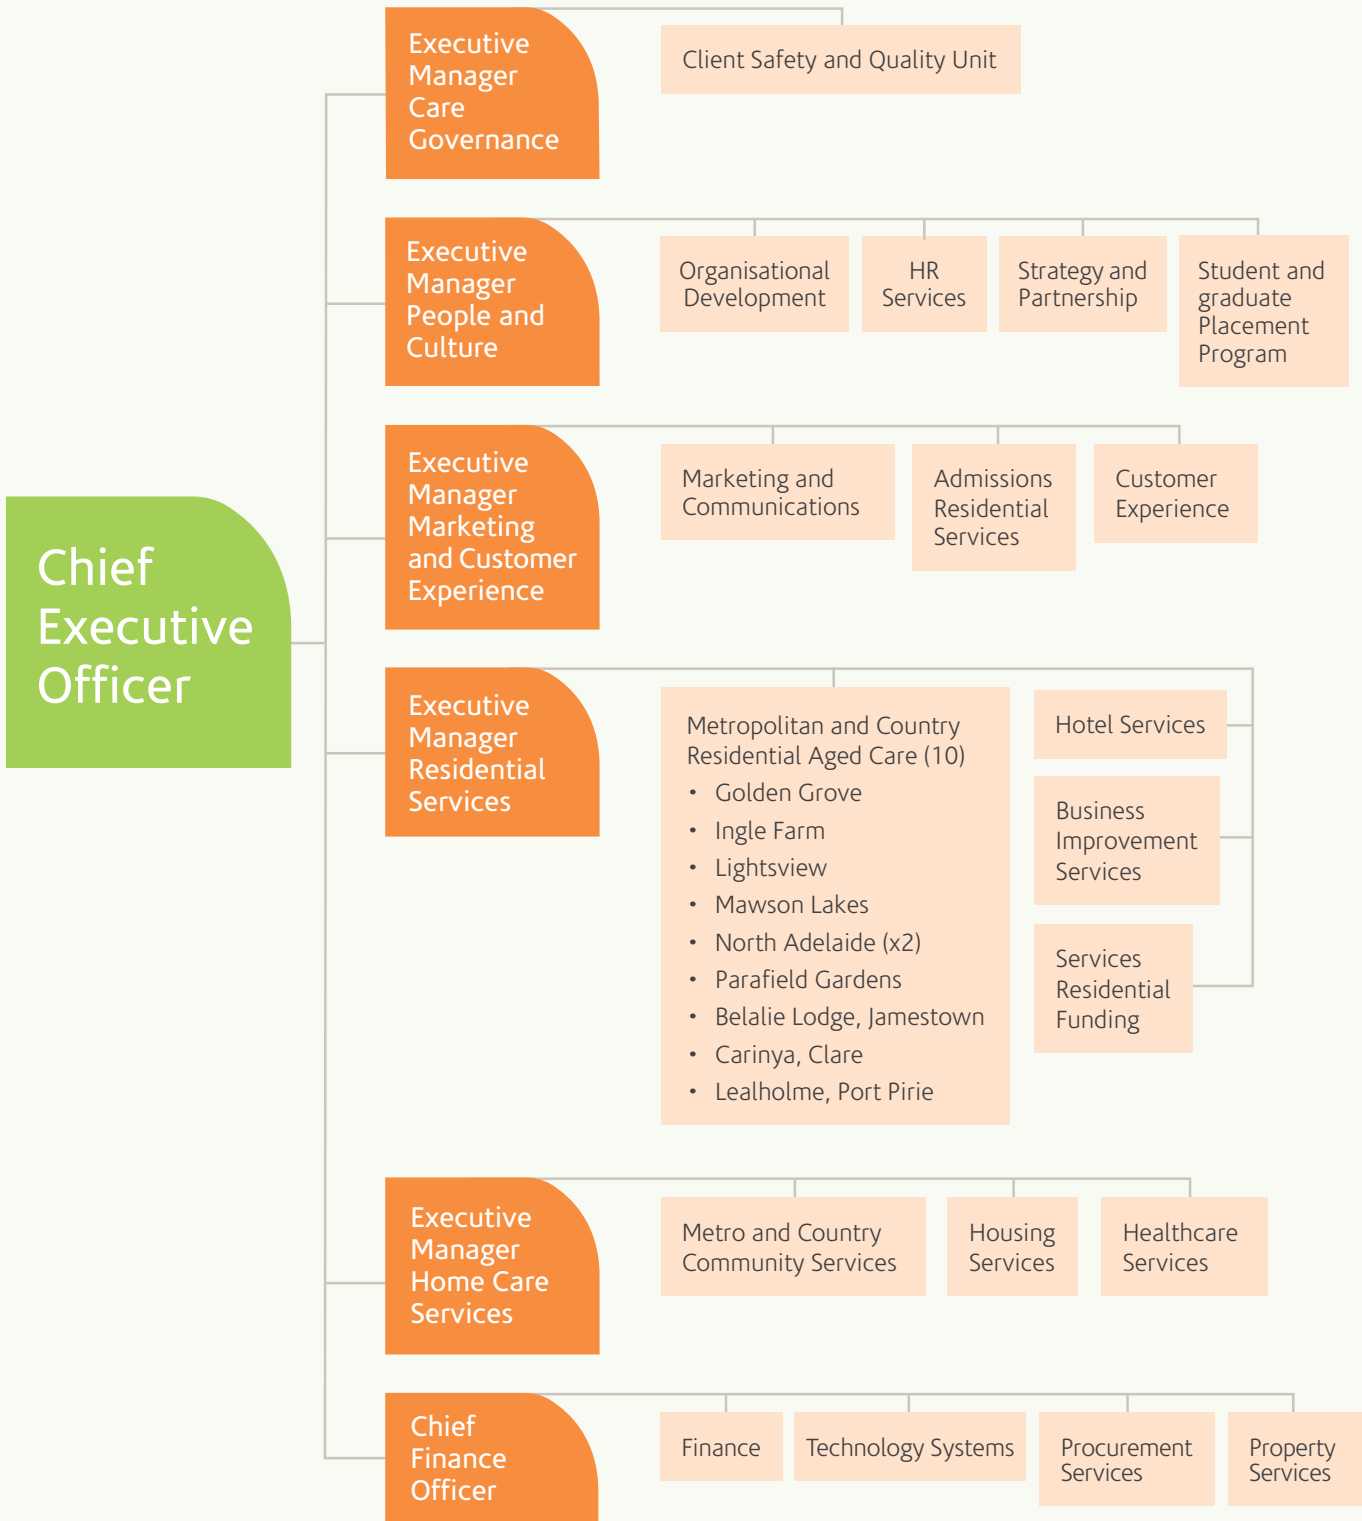 Chief
Executive
Officer
Executive
Manager
Care
Governance
Client Safety and Quality Unit
Executive
Manager
People and
Culture
Organisational
Development
HR
Services
Strategy and
Partnership
Student and
graduate
Placement
Program
Executive
Manager
Marketing
and Customer
Experience
Marketing and
Communications
Admissions
Residential
Services
Customer
Experience
Executive
Manager
Residential
Services
Metropolitan and Country
Residential Aged Care (10)
• Golden Grove
• Ingle Farm
• Lightsview
• Mawson Lakes
• North Adelaide (x2)
• Parafield Gardens
• Belalie Lodge, Jamestown
• Carinya, Clare
• Lealholme, Port Pirie
Hotel Services
Business
Improvement
Services
Services
Residential
Funding
Executive
Manager
Home Care
Services
Metro and Country
Community Services
Housing
Services
Healthcare
Services
Chief
Finance
Officer
Finance
Technology Systems
Procurement
Services
Property
Services